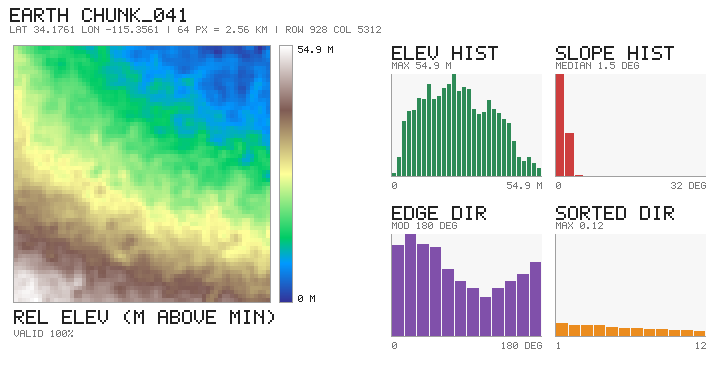 EARTH CHUNK_041
LAT 34.1761 LON -115.3561 | 64 PX = 2.56 KM | ROW 928 COL 5312
54.9 M
0 M
REL ELEV (M ABOVE MIN)
VALID 100%
ELEV HIST
MAX 54.9 M
0 54.9 M
SLOPE HIST
MEDIAN 1.5 DEG
0 32 DEG
EDGE DIR
MOD 180 DEG
0 180 DEG
SORTED DIR
MAX 0.12
1 12